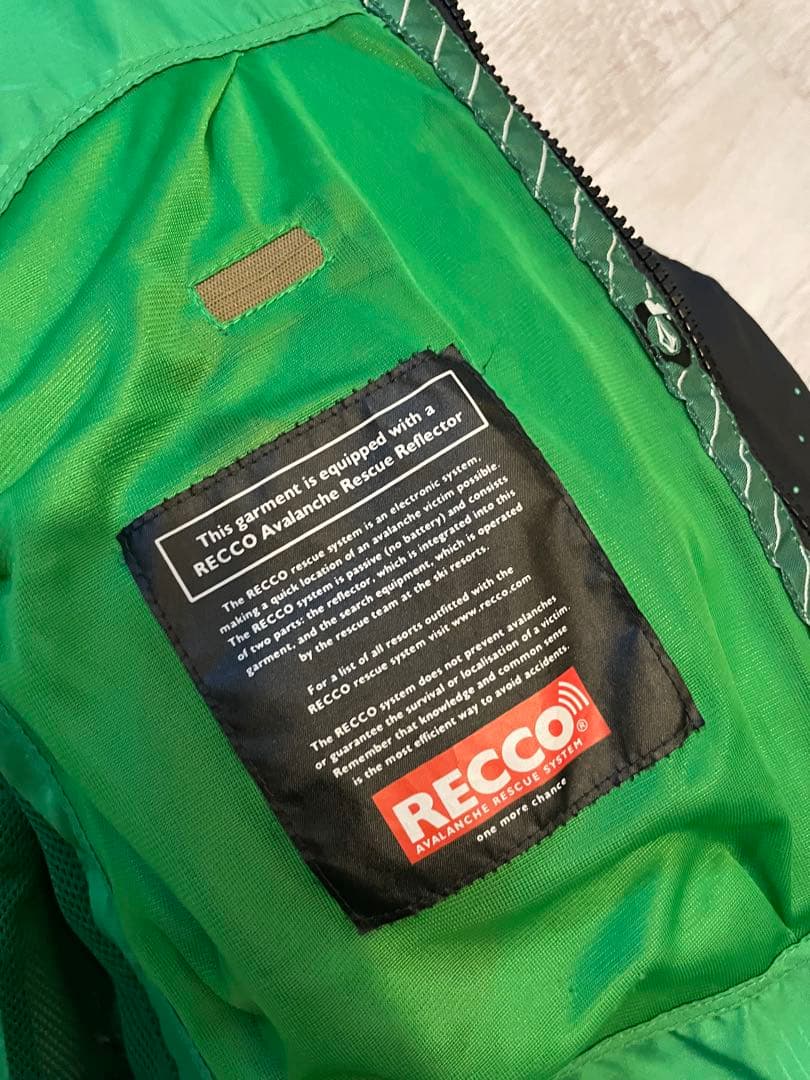 This garment is equipped with a
RECCO Avalanche Rescue Reflector
The RECCO rescue system is an electronic system,
making a quick location of an avalanche victim possible.
The RECCO system is passive (no battery) and consists
of two parts: the reflector, which is integrated into this
garment, and the search equipment, which is operated
by the rescue team at the ski resorts.
For a list of all resorts outfitted with the
RECCO rescue system visit www.recco.com
The RECCO system does not prevent avalanches
or guarantee the survival or localisation of a victim.
Remember that knowledge and common sense
is the most efficient way to avoid accidents.
RECCO®
AVALANCHE RESCUE SYSTEM
one more chance